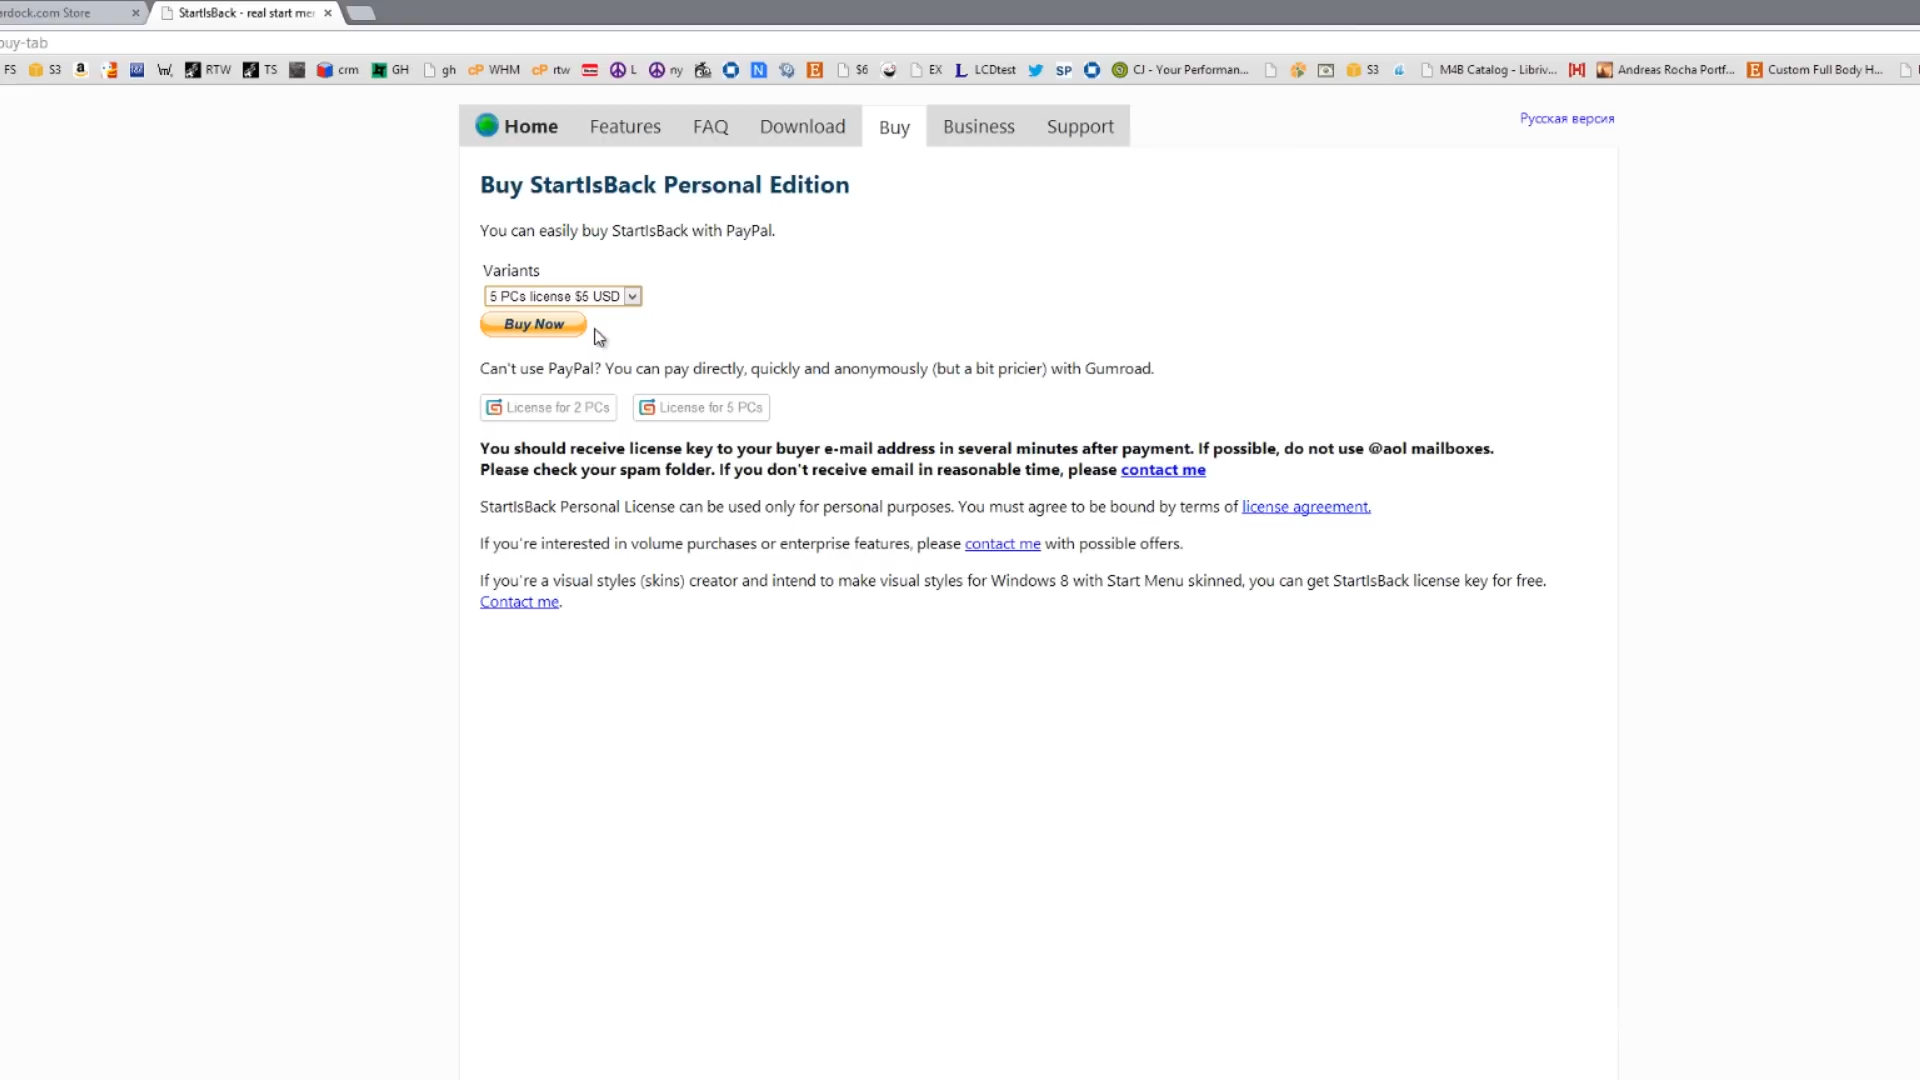 ardock.com Store
StartIsBack - real start mer
buy-tab
FS S3 RTW TS crm GH gh WHM rtw L ny S6 EX LCDtest SP CJ - Your Performan... S3 M4B Catalog - Libriv... Andreas Rocha Portf... Custom Full Body H...
Home Features FAQ Download Buy Business Support
Русская версия
Buy StartIsBack Personal Edition
You can easily buy StartIsBack with PayPal.
Variants
5 PCs license $5 USD
Buy Now
Can't use PayPal? You can pay directly, quickly and anonymously (but a bit pricier) with Gumroad.
License for 2 PCs License for 5 PCs
You should receive license key to your buyer e-mail address in several minutes after payment. If possible, do not use @aol mailboxes.
Please check your spam folder. If you don't receive email in reasonable time, please contact me
StartIsBack Personal License can be used only for personal purposes. You must agree to be bound by terms of license agreement.
If you're interested in volume purchases or enterprise features, please contact me with possible offers.
If you're a visual styles (skins) creator and intend to make visual styles for Windows 8 with Start Menu skinned, you can get StartIsBack license key for free.
Contact me.